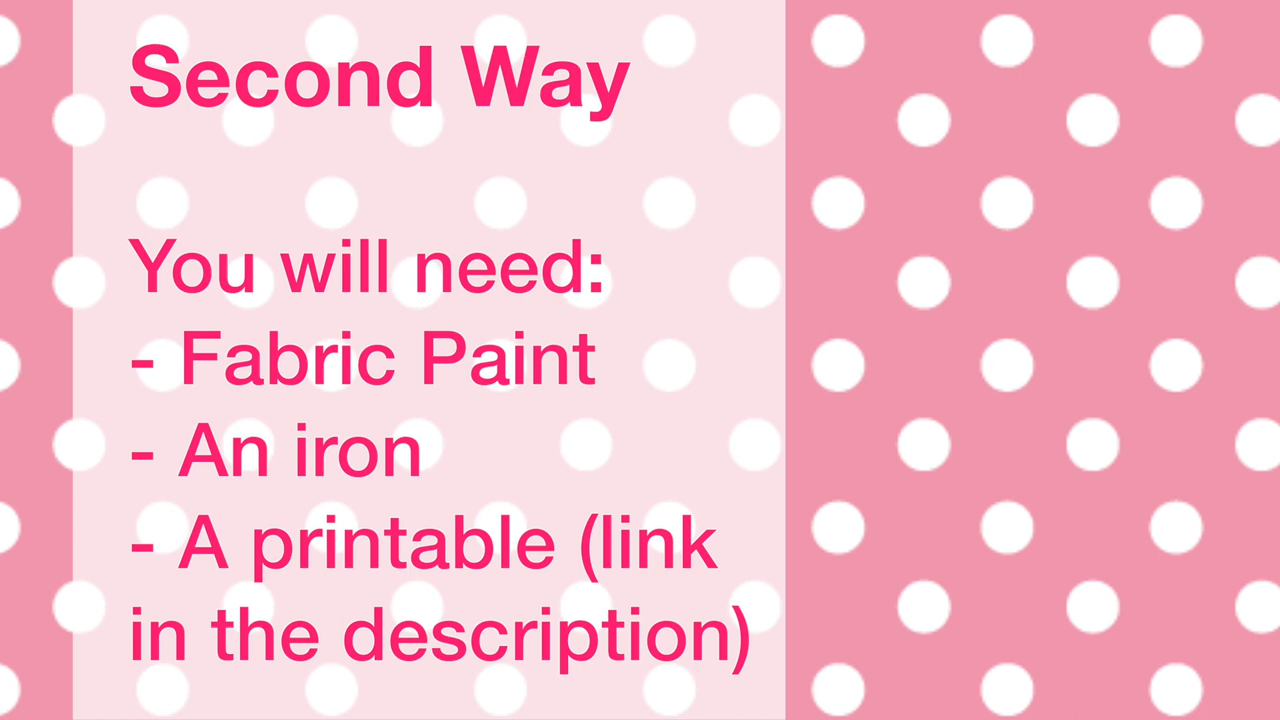 Second Way
You will need:
- Fabric Paint
- An iron
- A printable (link
in the description)